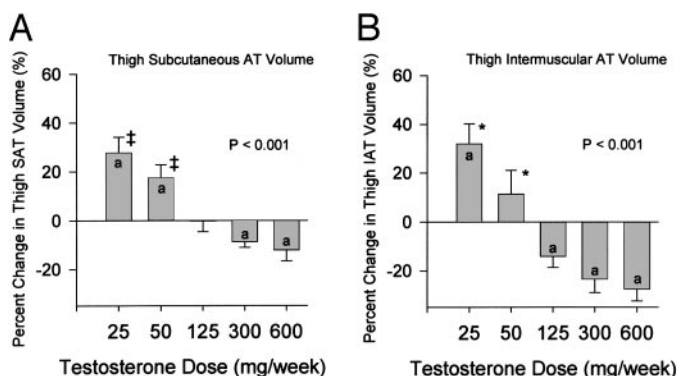 A
Thigh Subcutaneous AT Volume
Percent Change in Thigh SAT Volume (%)
60
40
20
0
-20
‡
‡
a
a
a
a
P < 0.001
25 50 125 300 600
Testosterone Dose (mg/week)
B
Thigh Intermuscular AT Volume
Percent Change in Thigh IAT Volume (%)
60
40
20
0
-20
*
*
a
a
a
a
P < 0.001
25 50 125 300 600
Testosterone Dose (mg/week)